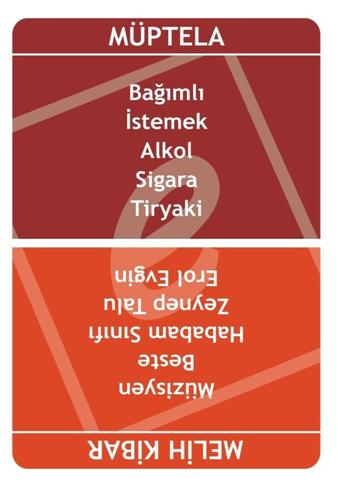 MÜPTELA
Bağımlı
İstemek
Alkol
Sigara
Tiryaki
MELİH KİBAR
Müzisyen
Beste
Hababam Sınıfı
Zeynep Talu
Erol Evgin